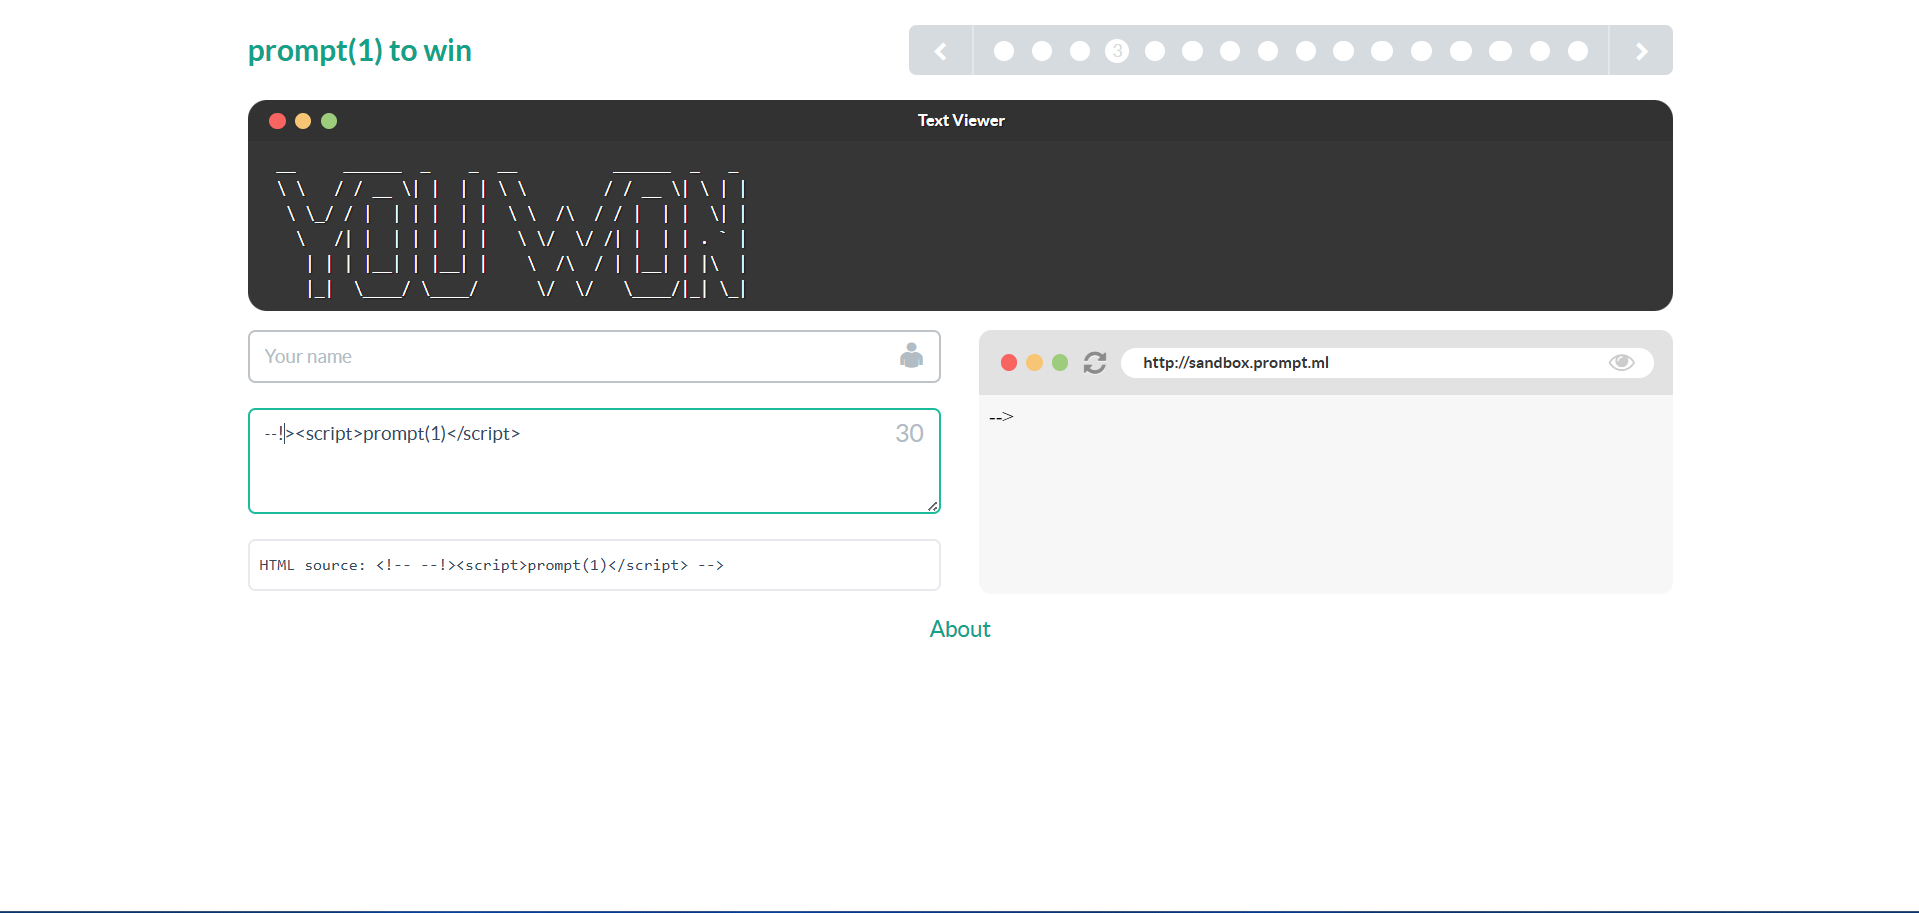 prompt(1) to win
3
Text Viewer
YOU WON
Your name
http://sandbox.prompt.ml
--!><script>prompt(1)</script>
30
-->
HTML source: <!-- --!><script>prompt(1)</script> -->
About